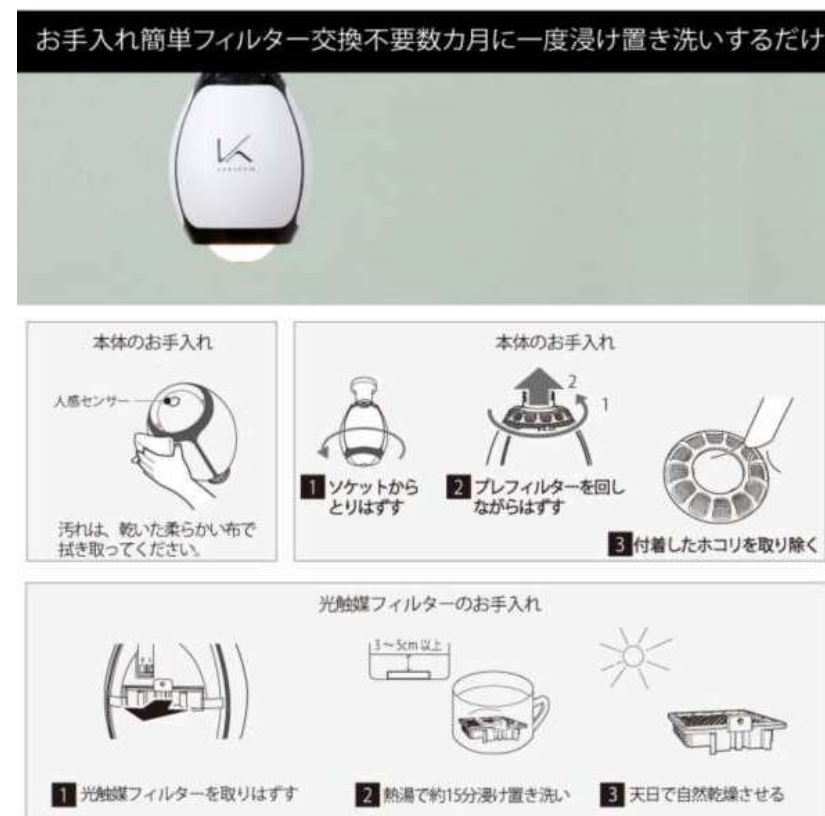 お手入れ簡単フィルター交換不要数カ月に一度浸け置き洗いするだけ
本体のお手入れ
人感センサー
汚れは、乾いた柔らかい布で
拭き取ってください。
本体のお手入れ
2
1
1 ソケットから
とりはずす
2 プレフィルターを回し
ながらはずす
3 付着したホコリを取り除く
光触媒フィルターのお手入れ
3~5cm以上
1 光触媒フィルターを取りはずす
2 熱湯で約15分浸け置き洗い
3 天日で自然乾燥させる